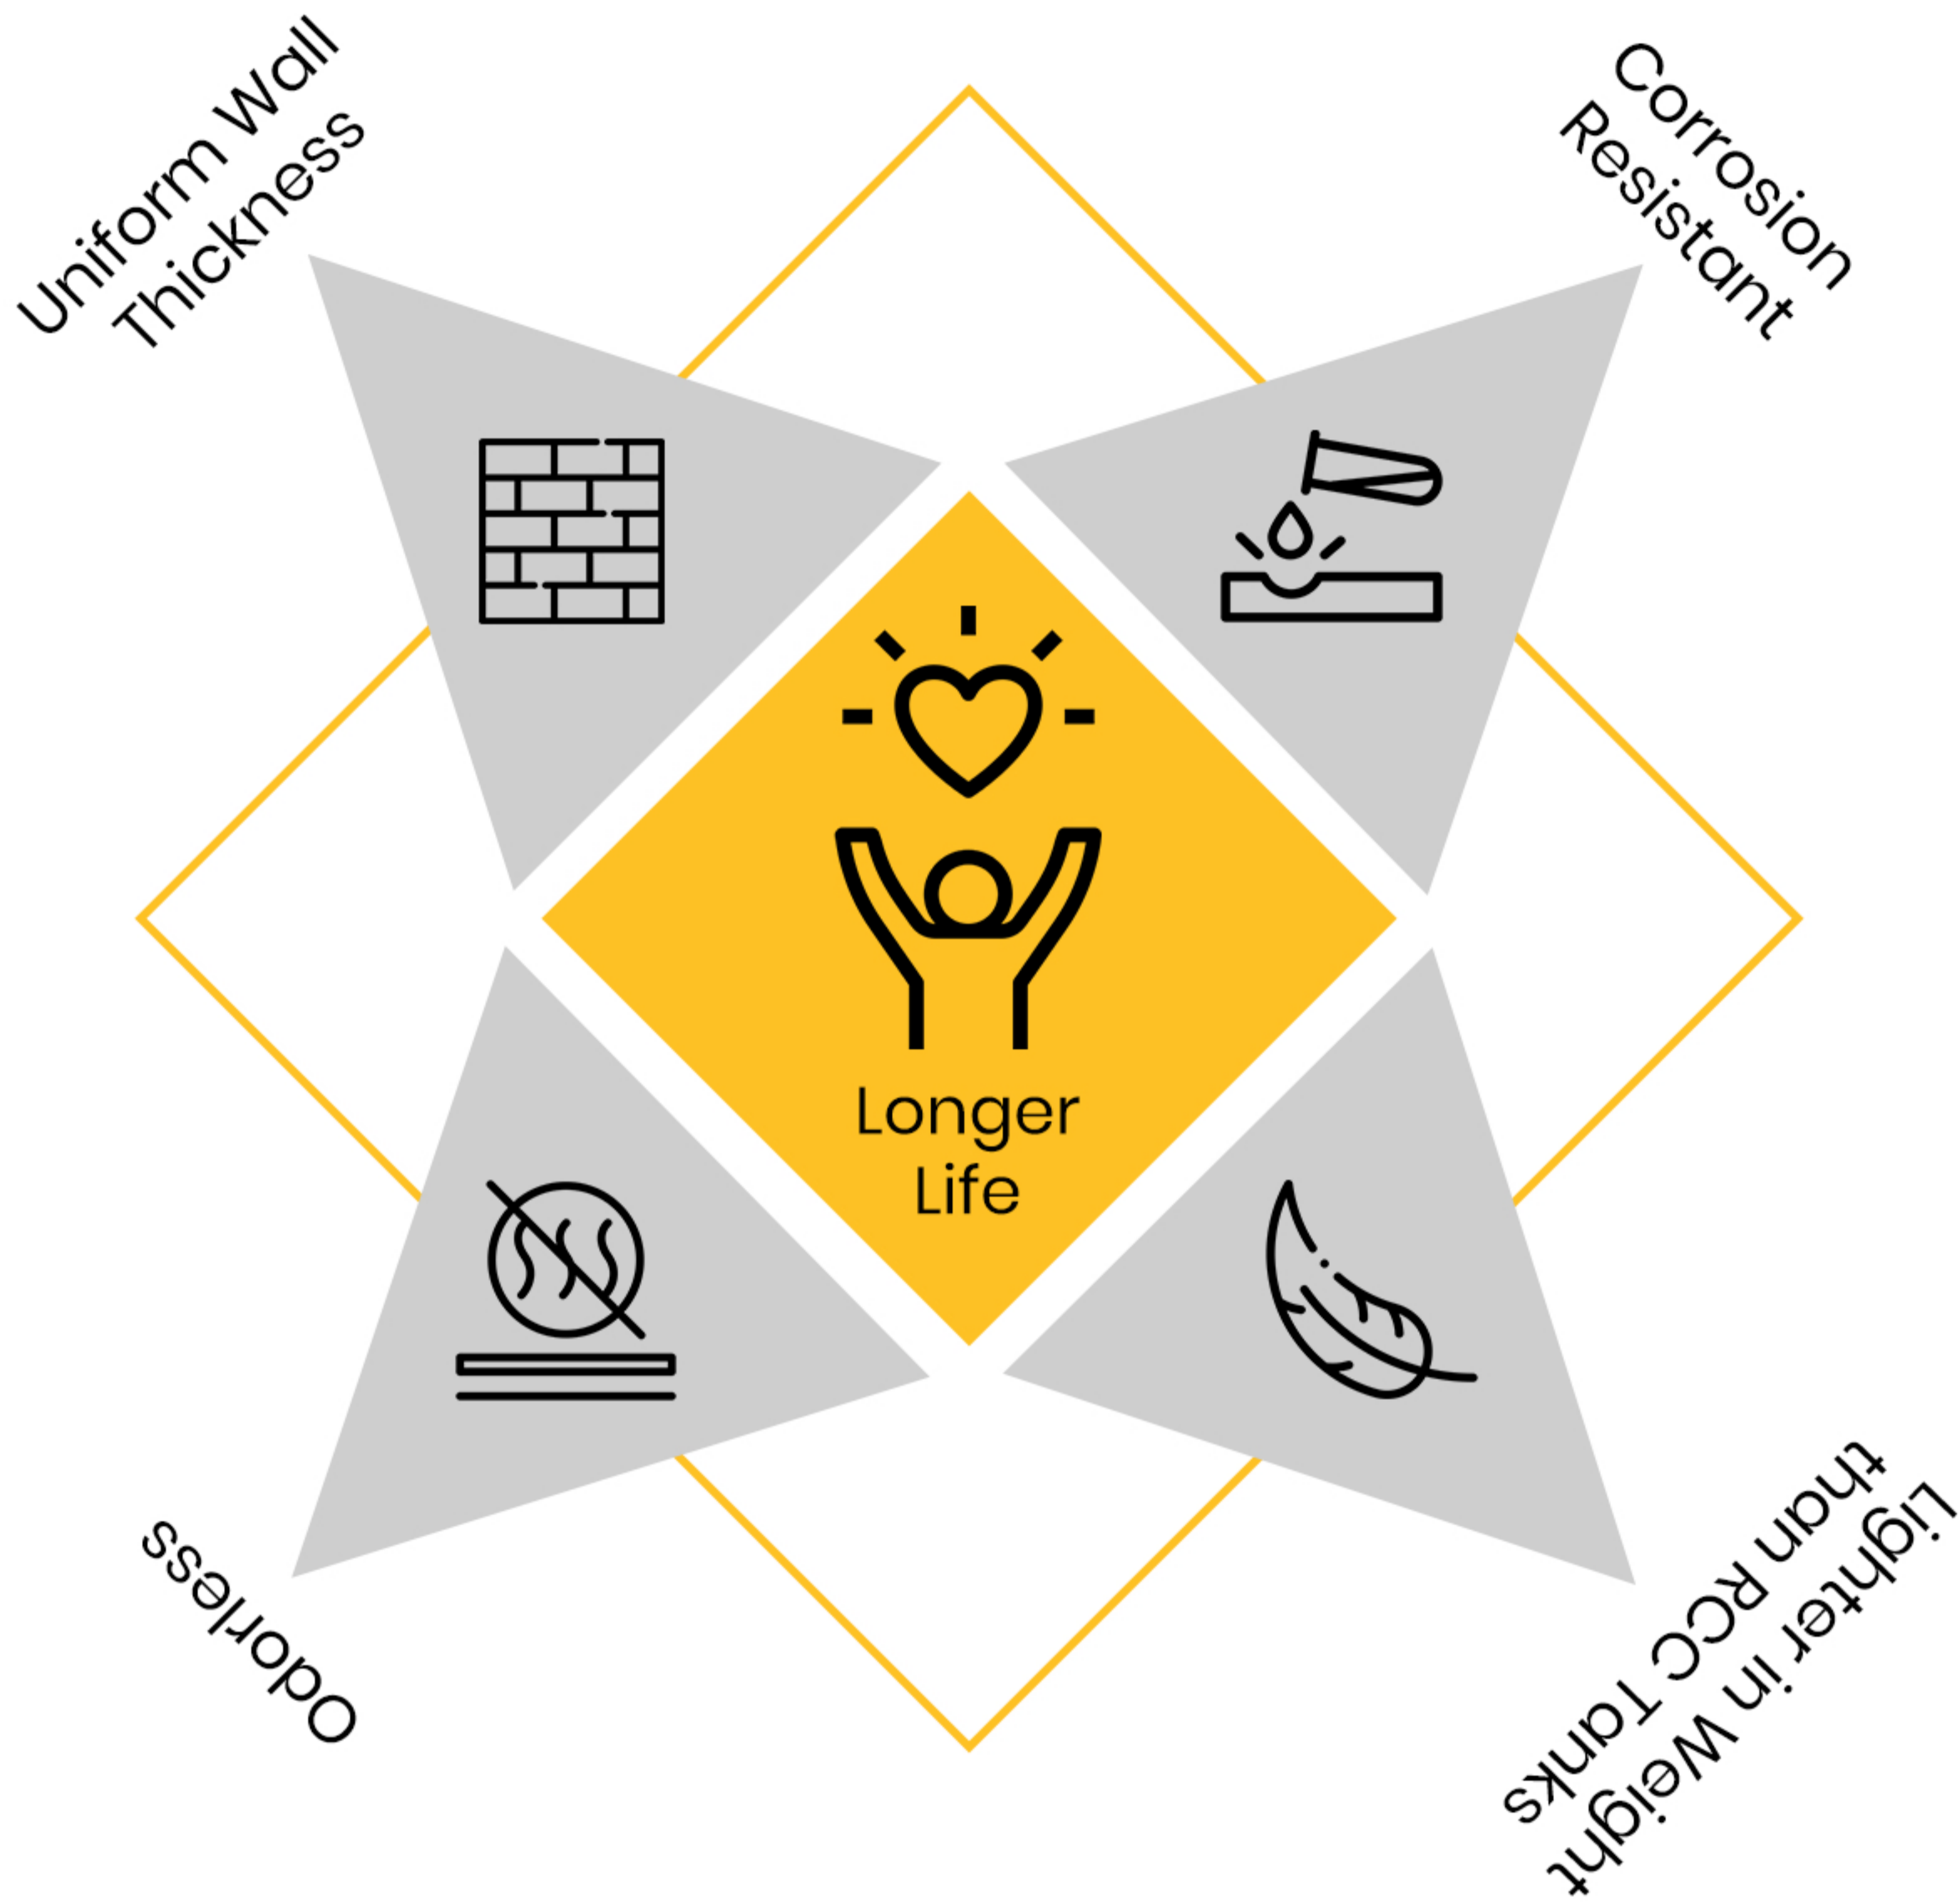 Uniform Wall
Thickness
Corrosion
Resistant
Longer
Life
Odorless
Lighter in Weight
than RCC Tanks